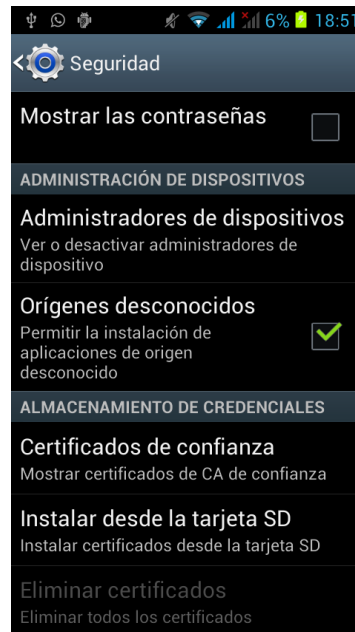 6% 18:51
Seguridad
Mostrar las contraseñas
ADMINISTRACIÓN DE DISPOSITIVOS
Administradores de dispositivos
Ver o desactivar administradores de
dispositivo
Orígenes desconocidos
Permitir la instalación de
aplicaciones de origen
desconocido
ALMACENAMIENTO DE CREDENCIALES
Certificados de confianza
Mostrar certificados de CA de confianza
Instalar desde la tarjeta SD
Instalar certificados desde la tarjeta SD
Eliminar certificados
Eliminar todos los certificados